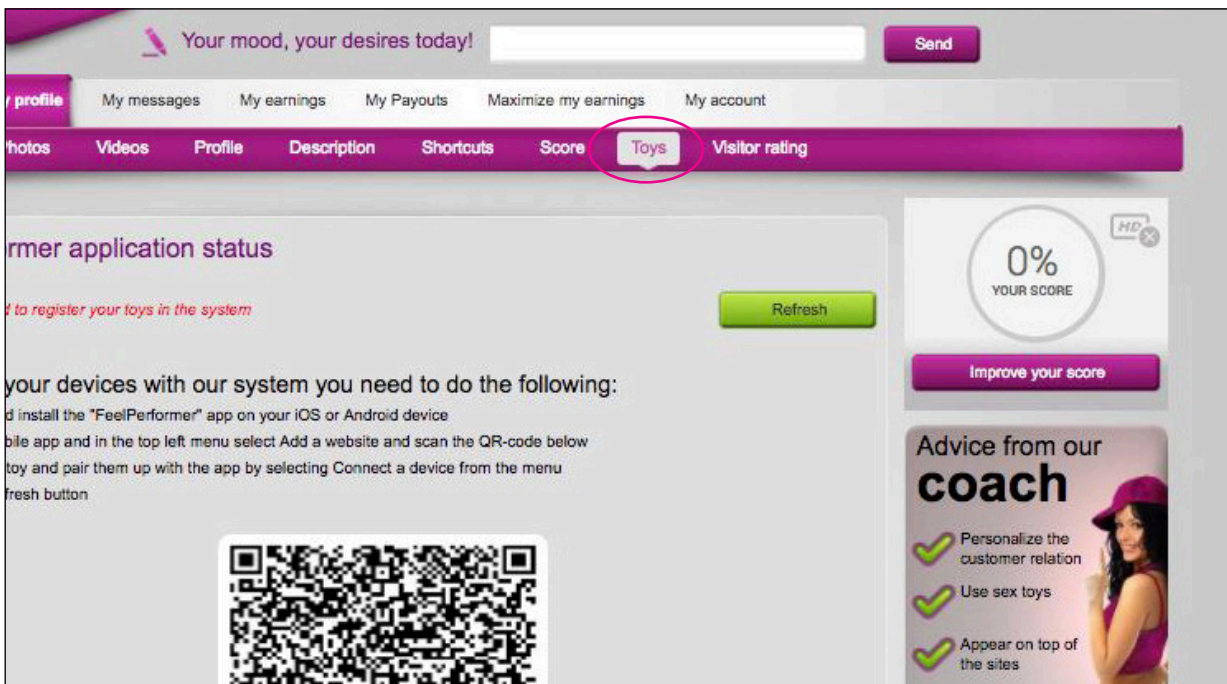 Your mood, your desires today!
Send
profile
My messages
My earnings
My Payouts
Maximize my earnings
My account
Photos
Videos
Profile
Description
Shortcuts
Score
Toys
Visitor rating
rmer application status
HD
0%
YOUR SCORE
d to register your toys in the system
Refresh
Improve your score
your devices with our system you need to do the following:
d install the "FeelPerformer" app on your iOS or Android device
bile app and in the top left menu select Add a website and scan the QR-code below
toy and pair them up with the app by selecting Connect a device from the menu
fresh button
Advice from our
coach
Personalize the
customer relation
Use sex toys
Appear on top of
the sites